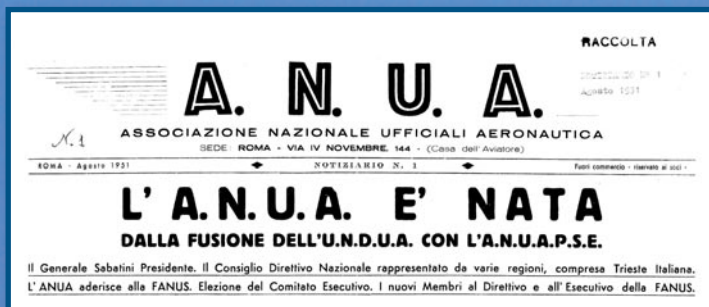 RACCOLTA
Agosto 1951
A. N. U. A.
N. 1
ASSOCIAZIONE NAZIONALE UFFICIALI AERONAUTICA
SEDE: ROMA - VIA IV NOVEMBRE, 144 - (Casa dell'Aviatore)
ROMA - Agosto 1951 NOTIZIARIO N. 1 Fuori commercio - riservato ai soci -
L'A.N.U.A. E' NATA
DALLA FUSIONE DELL'U.N.D.U.A. CON L'A.N.U.A.P.S.E.
Il Generale Sabatini Presidente. Il Consiglio Direttivo Nazionale rappresentato da varie regioni, compresa Trieste Italiana.
L'ANUA aderisce alla FANUS. Elezione del Comitato Esecutivo. I nuovi Membri al Direttivo e all'Esecutivo della FANUS.